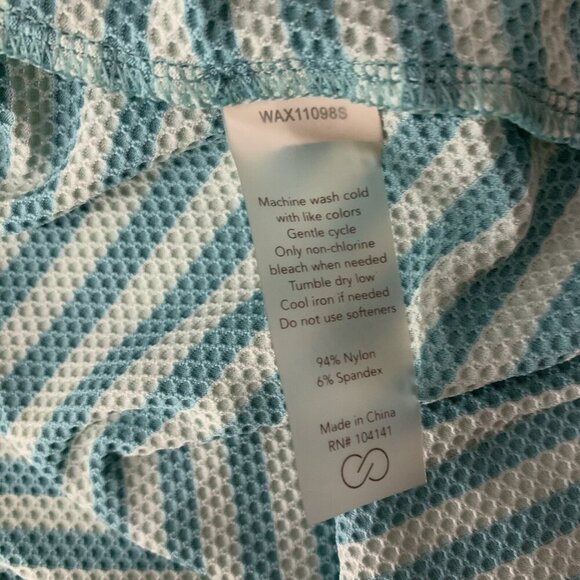 WAX11098S
Machine wash cold
with like colors
Gentle cycle
Only non-chlorine
bleach when needed
Tumble dry low
Cool iron if needed
Do not use softeners
94% Nylon
6% Spandex
Made in China
RN# 104141